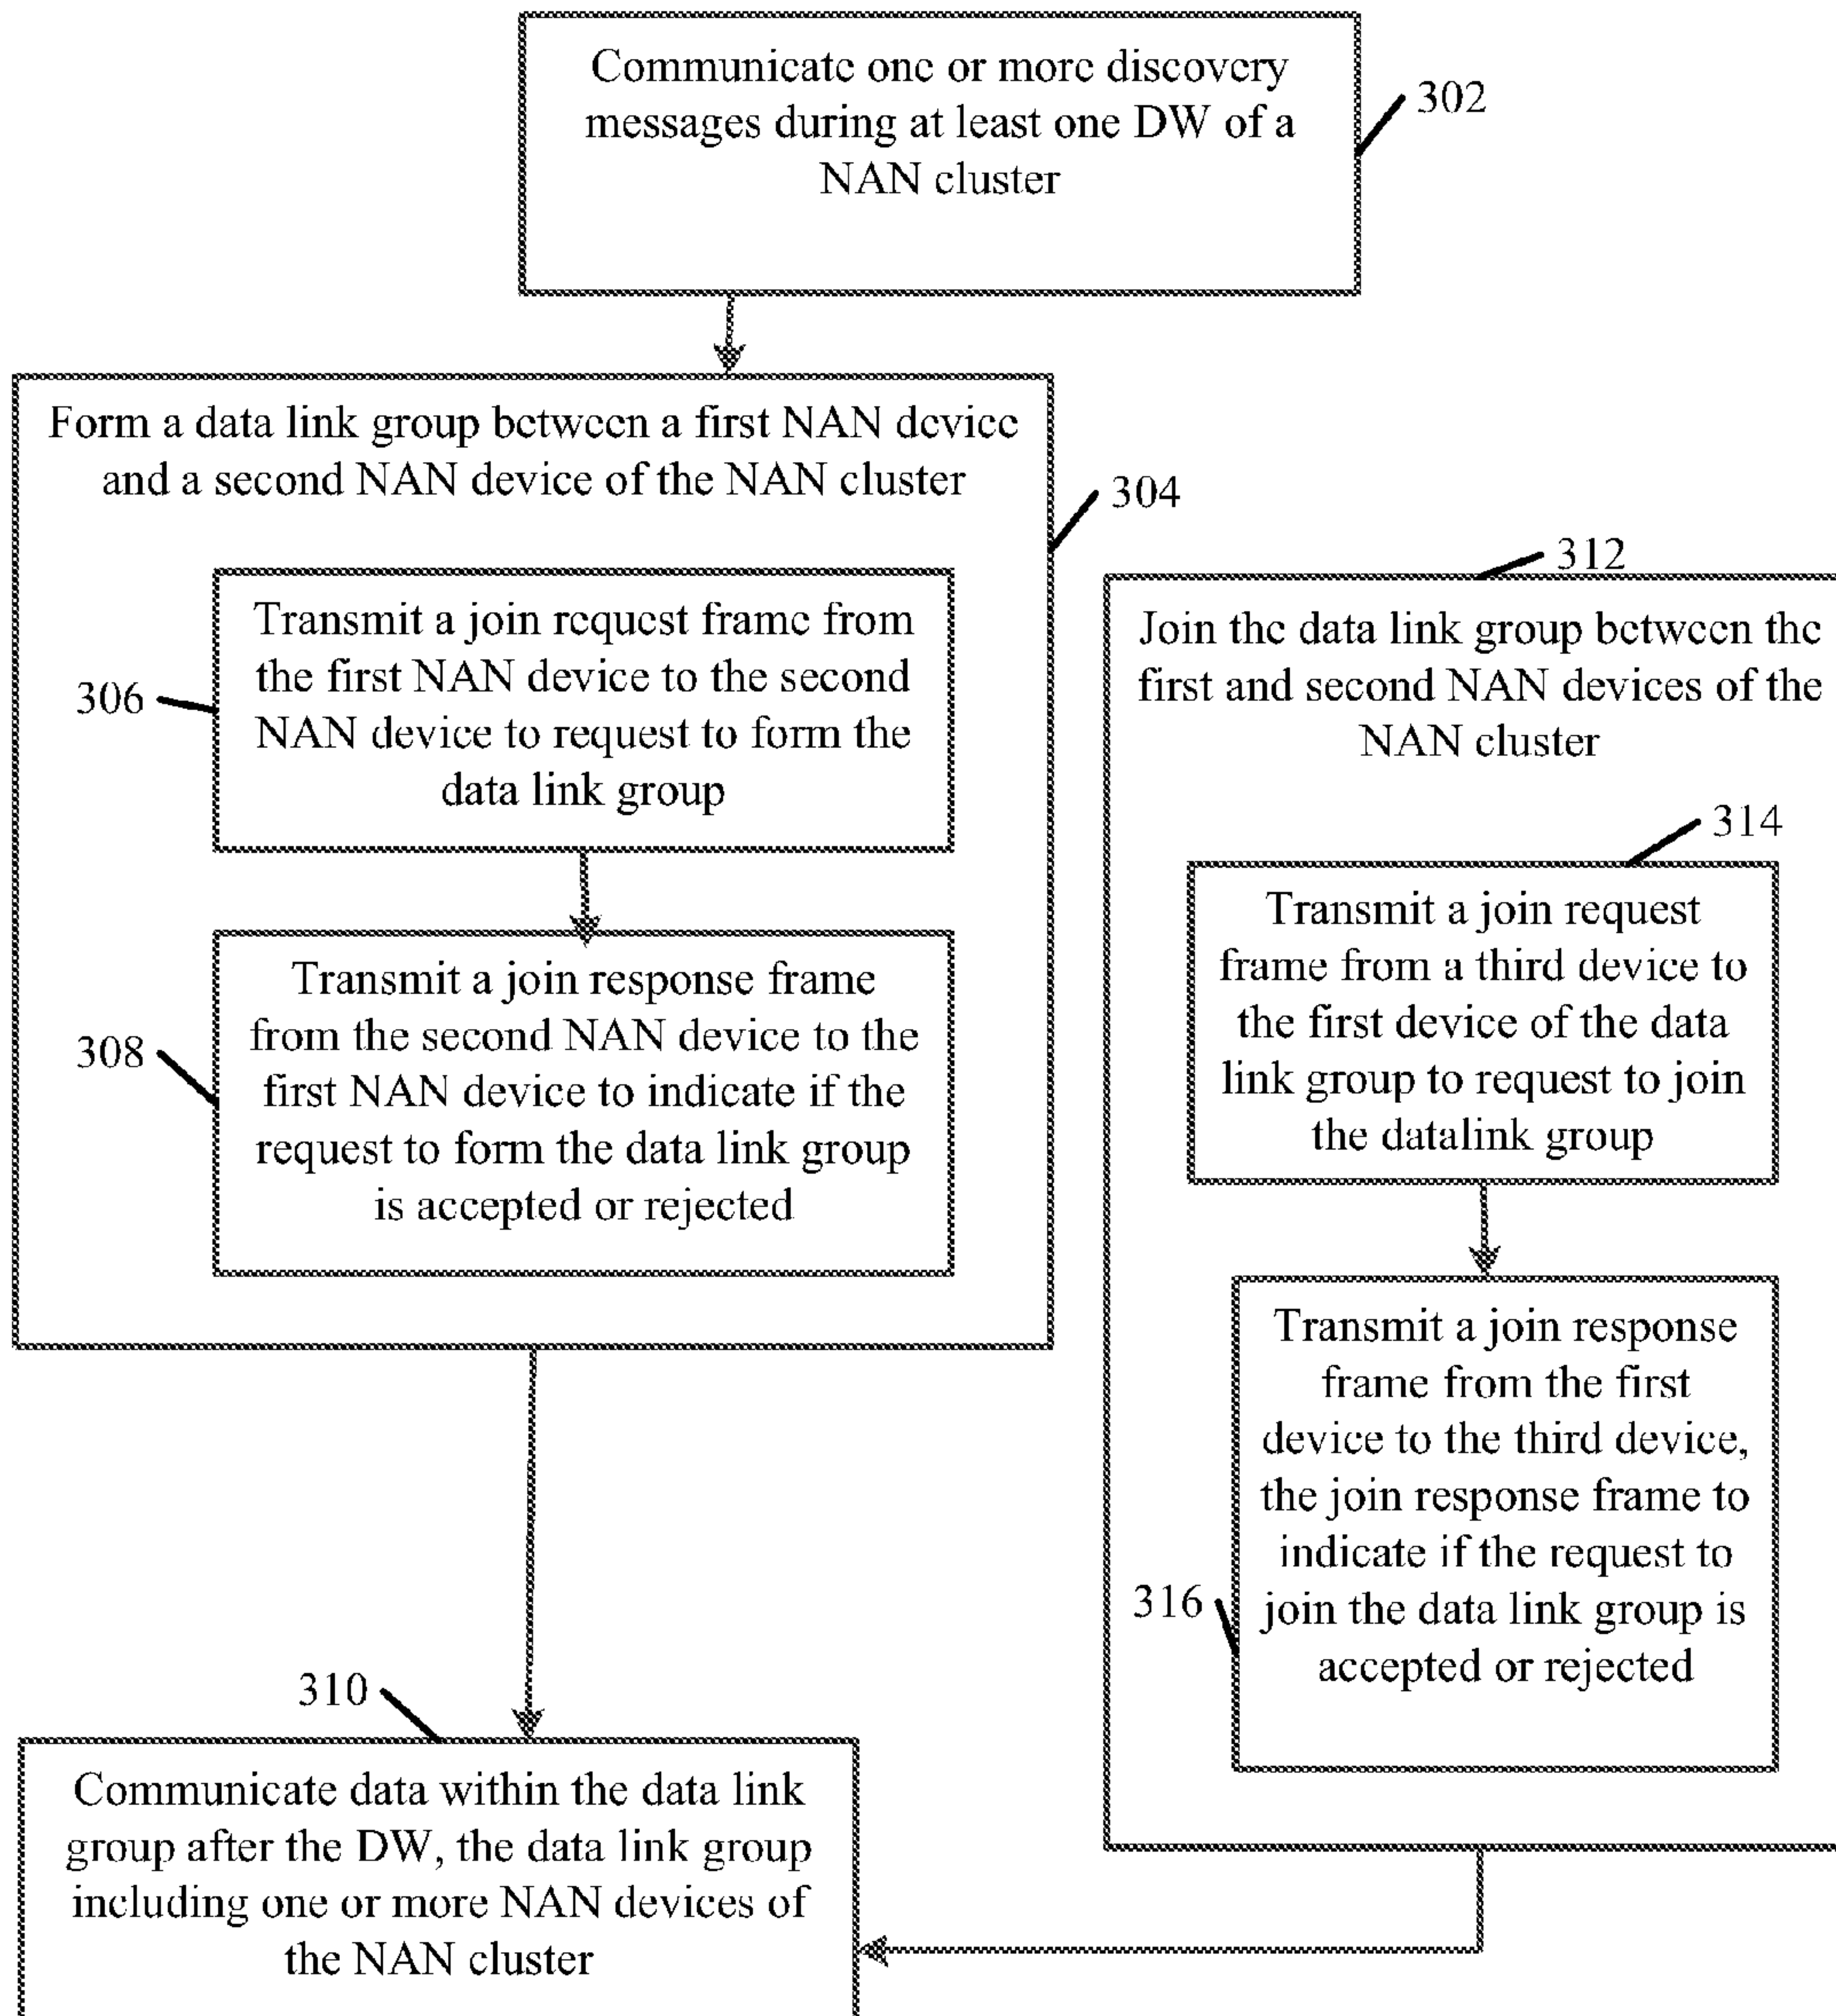 Communicate one or more discovery
messages during at least one DW of a
NAN cluster
302
Form a data link group between a first NAN device
and a second NAN device of the NAN cluster
304
306
Transmit a join request frame from
the first NAN device to the second
NAN device to request to form the
data link group
308
Transmit a join response frame
from the second NAN device to the
first NAN device to indicate if the
request to form the data link group
is accepted or rejected
312
Join the data link group between the
first and second NAN devices of the
NAN cluster
314
Transmit a join request
frame from a third device to
the first device of the data
link group to request to join
the datalink group
316
Transmit a join response
frame from the first
device to the third device,
the join response frame to
indicate if the request to
join the data link group is
accepted or rejected
310
Communicate data within the data link
group after the DW, the data link group
including one or more NAN devices of
the NAN cluster